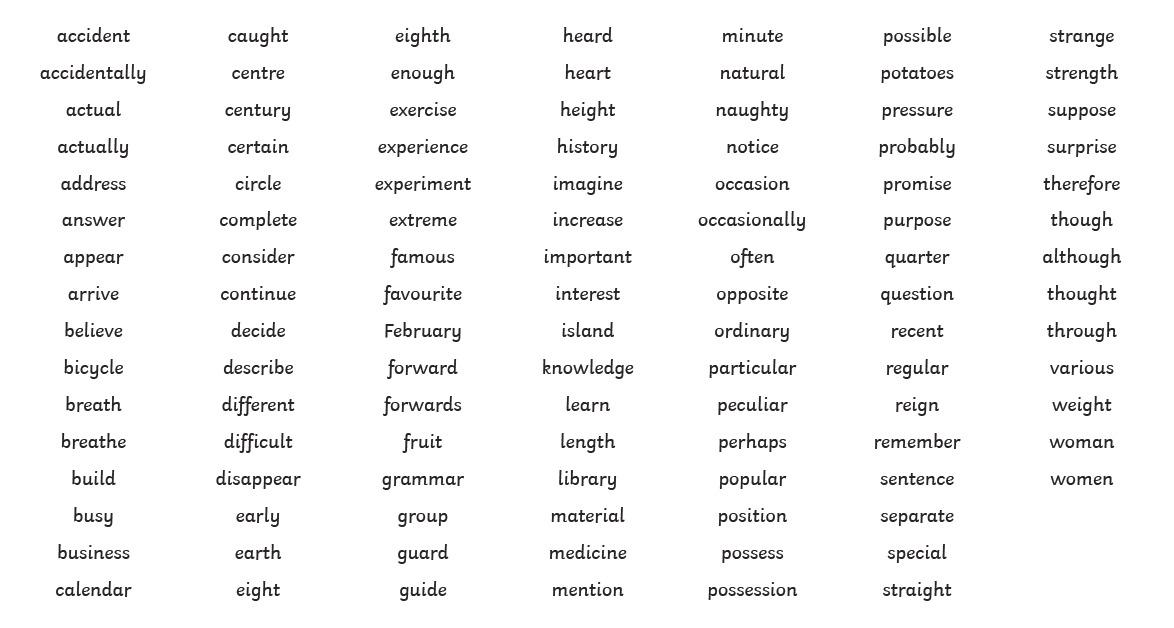 accident caught eighth heard minute possible strange
accidentally centre enough heart natural potatoes strength
actual century exercise height naughty pressure suppose
actually certain experience history notice probably surprise
address circle experiment imagine occasion promise therefore
answer complete extreme increase occasionally purpose though
appear consider famous important often quarter although
arrive continue favourite interest opposite question thought
believe decide February island ordinary recent through
bicycle describe forward knowledge particular regular various
breath different forwards learn peculiar reign weight
breathe difficult fruit length perhaps remember woman
build disappear grammar library popular sentence women
busy early group material position separate
business earth guard medicine possess special
calendar eight guide mention possession straight